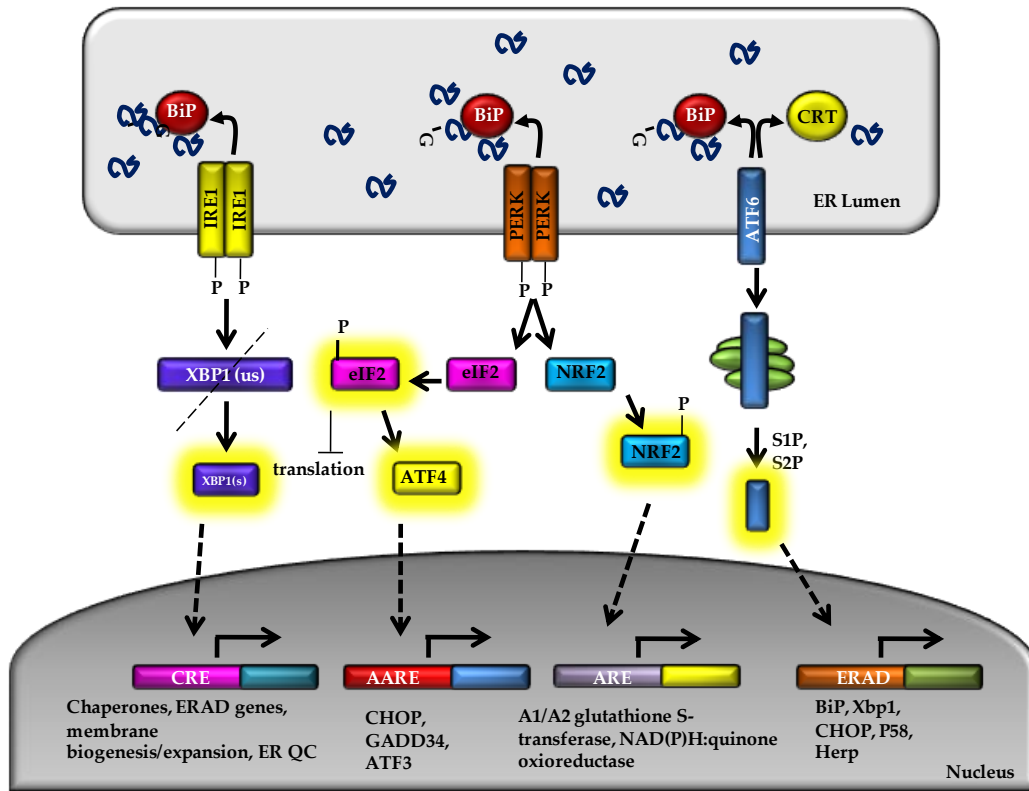 BiP
BiP
BiP
CRT
G
G
IRE1
IRE1
PERK
PERK
ATF6
ER Lumen
P
P
P
P
P
XBP1 (us)
eIF2
eIF2
NRF2
P
S1P,
S2P
XBP1(s)
translation
ATF4
NRF2
CRE
AARE
ARE
ERAD
Chaperones, ERAD genes,
membrane
biogenesis/expansion, ER QC
CHOP,
GADD34,
ATF3
A1/A2 glutathione S-
transferase, NAD(P)H:quinone
oxioreductase
BiP, Xbp1,
CHOP, P58,
Herp
Nucleus